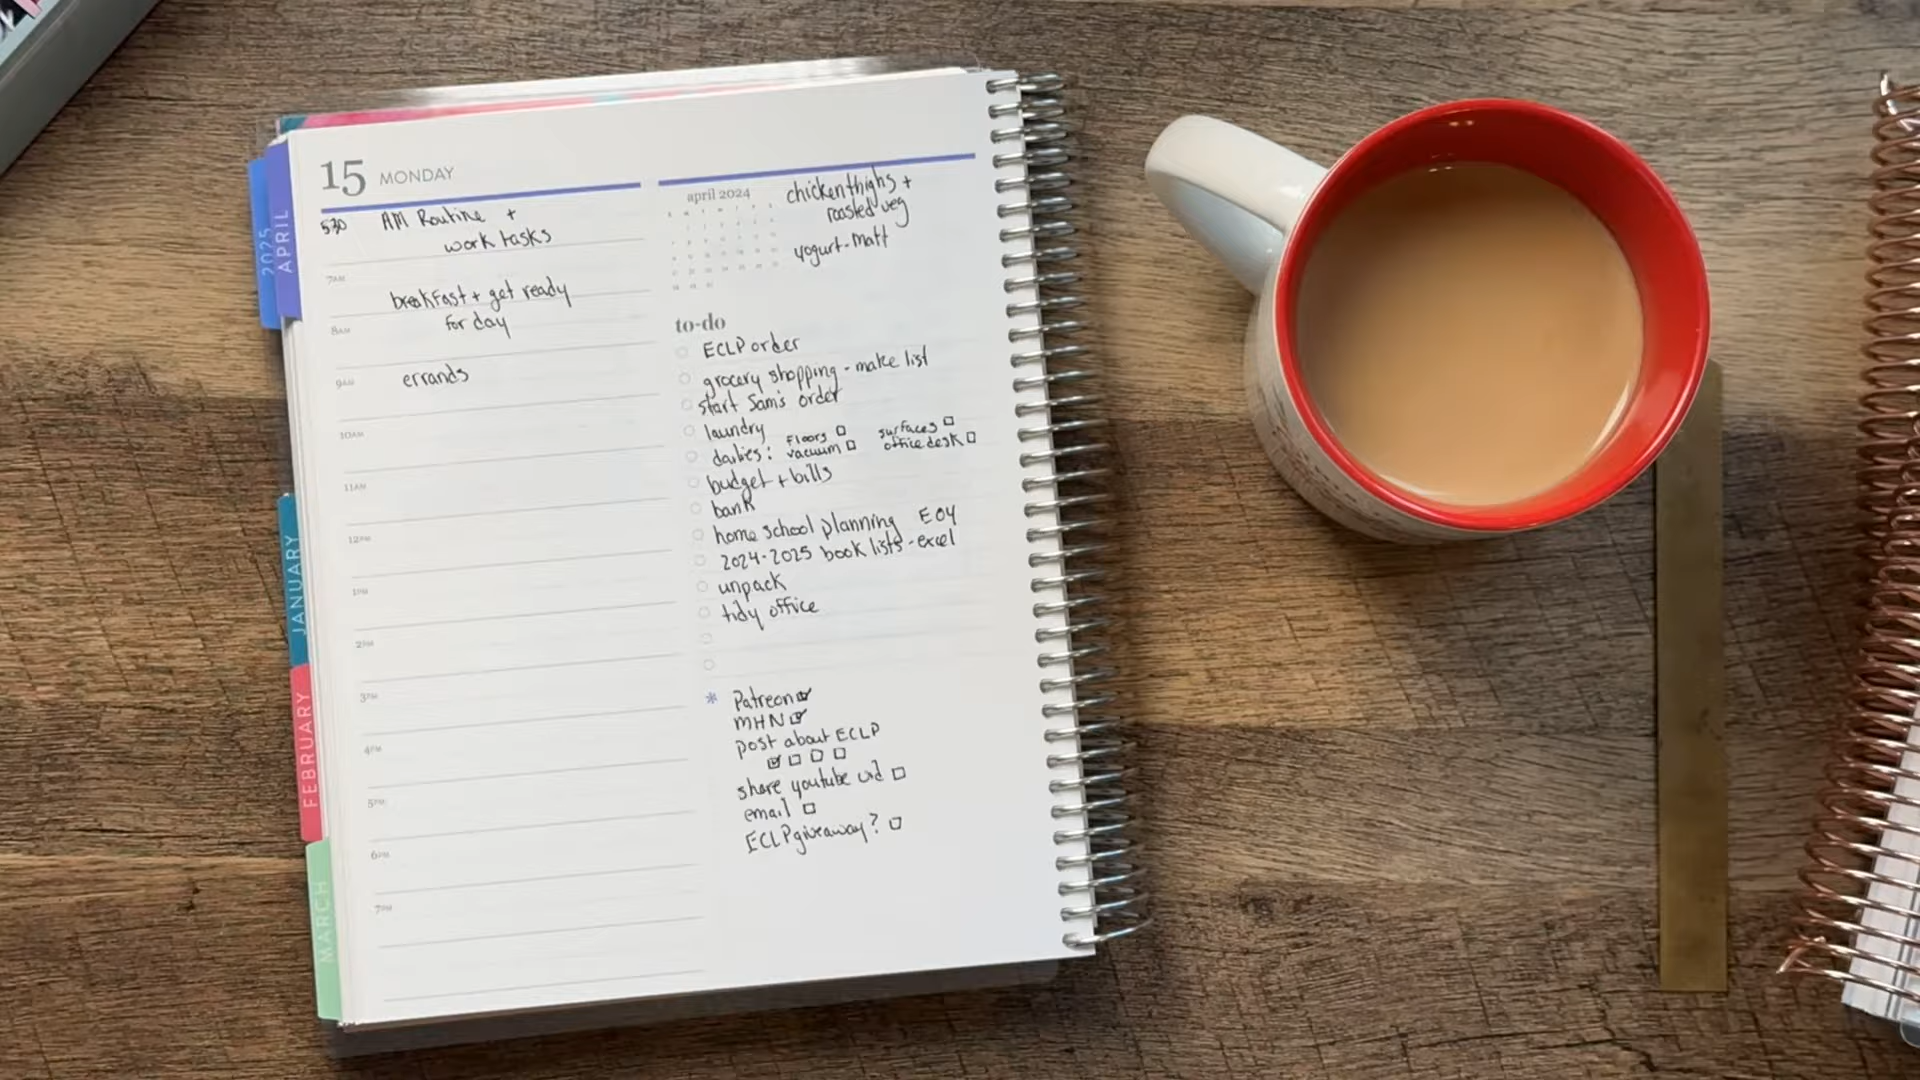 15 MONDAY
530 AM Routine +
work tasks
7AM
breakfast + get ready
8AM for day
9AM errands
10AM
11AM
12PM
1PM
2PM
3PM
4PM
5PM
6PM
7PM
april 2024
chicken thighs +
roasted veg
yogurt - Matt
to-do
ECLP order
grocery shopping - make list
start Sam's order
laundry
dailies: floors surfaces
vacuum office desk
budget + bills
bank
home school planning EOY
2024-2025 book lists - excel
unpack
tidy office
* Patreon
MHN
post about ECLP
share youtube vid
email
ECLP giveaway?
2025
APRIL
JANUARY
FEBRUARY
MARCH